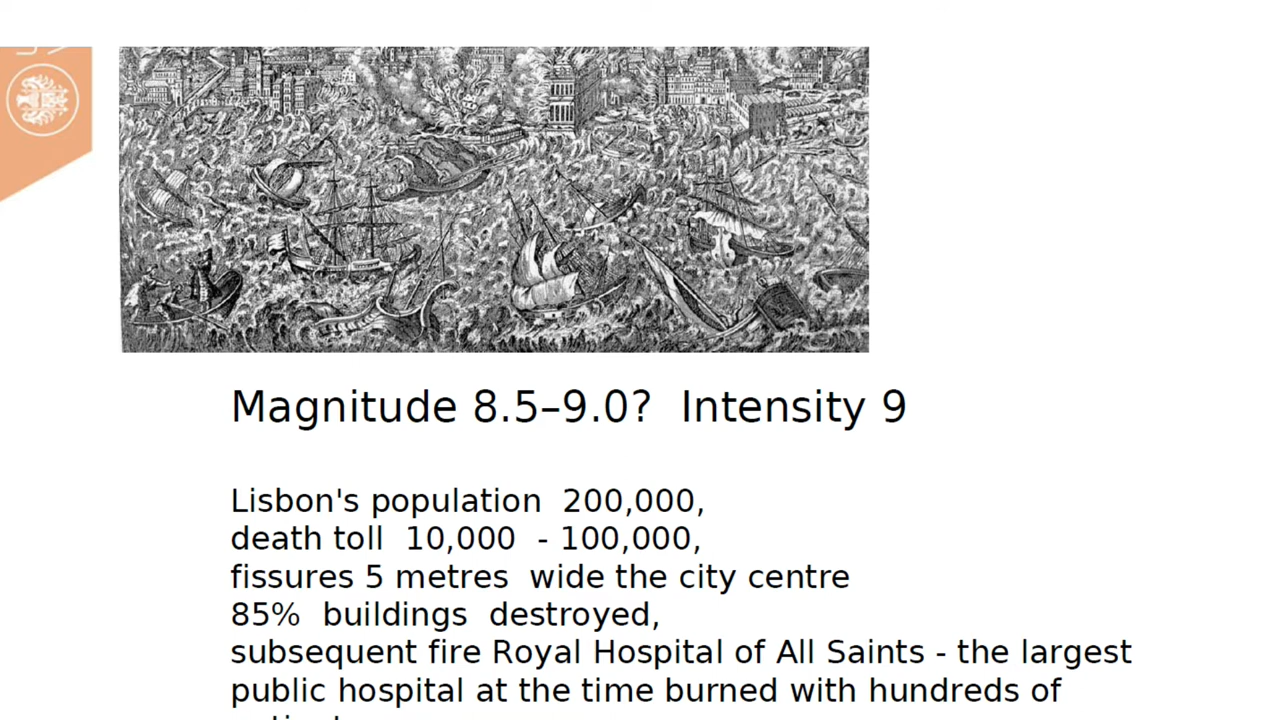 Magnitude 8.5–9.0?  Intensity 9
Lisbon's population  200,000,
death toll  10,000  - 100,000,
fissures 5 metres  wide the city centre
85%  buildings  destroyed,
subsequent fire Royal Hospital of All Saints - the largest
public hospital at the time burned with hundreds of